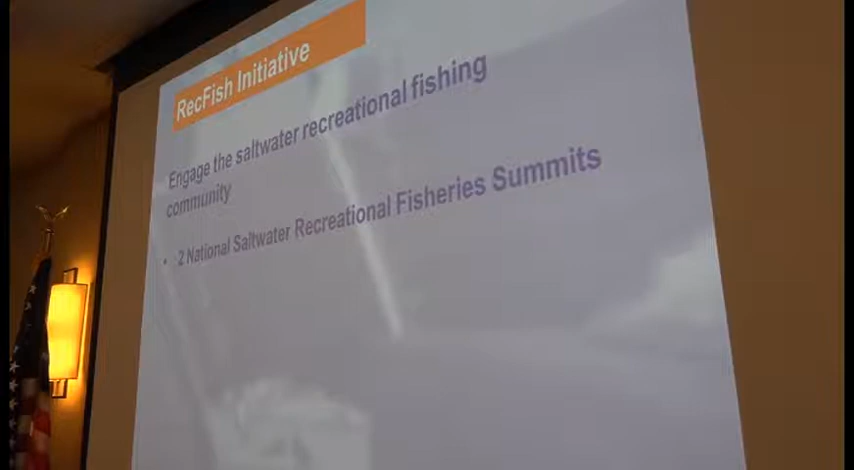 RecFish Initiative
Engage the saltwater recreational fishing
community
• 2 National Saltwater Recreational Fisheries Summits